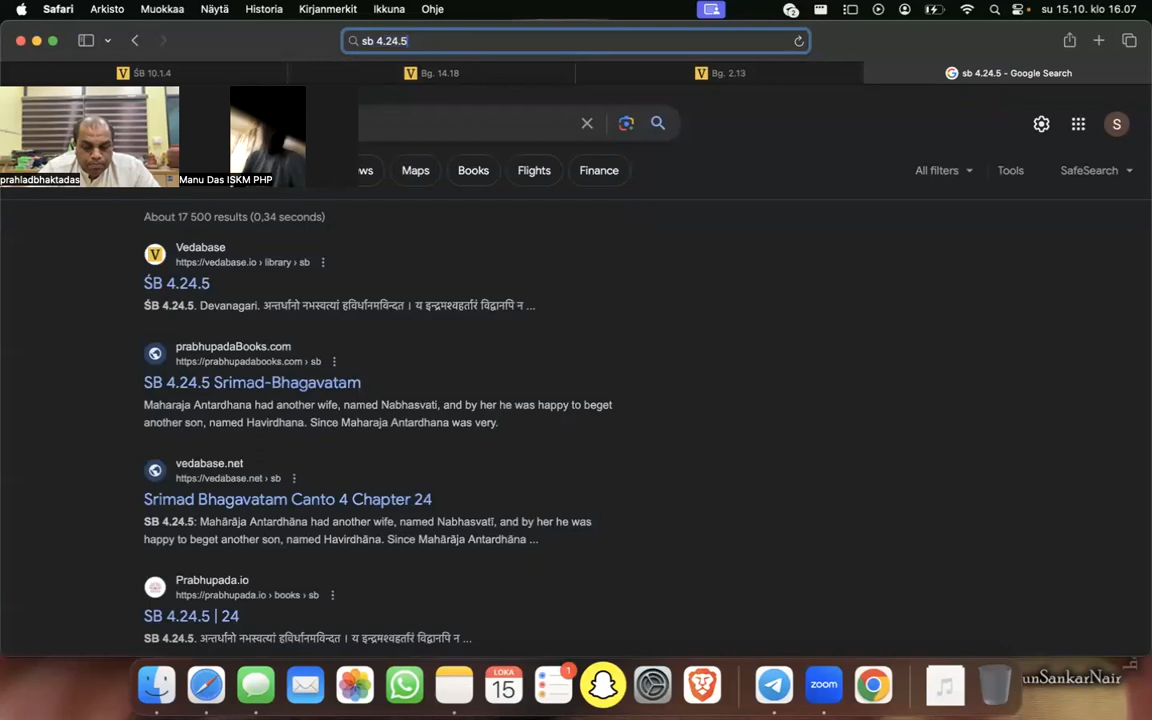 Safari Arkisto Muokkaa Näytä Historia Kirjanmerkit Ikkuna Ohje su 15.10. klo 16.07
sb 4.24.5
ŚB 10.1.4 Bg. 14.18 Bg. 2.13 sb 4.24.5 - Google Search
prahladbhaktadas Manu Das ISKM PHP
ws Maps Books Flights Finance All filters Tools SafeSearch
S
About 17 500 results (0,34 seconds)
Vedabase
https://vedabase.io › library › sb
ŚB 4.24.5
ŚB 4.24.5. Devanagari. अन्तर्धानो नभस्वत्यां हविर्धानमविन्दत । य इन्द्रमश्वहर्तारं विद्वानपि न ...
prabhupadaBooks.com
https://prabhupadabooks.com › sb
SB 4.24.5 Srimad-Bhagavatam
Maharaja Antardhana had another wife, named Nabhasvati, and by her he was happy to beget
another son, named Havirdhana. Since Maharaja Antardhana was very.
vedabase.net
https://vedabase.net › sb
Srimad Bhagavatam Canto 4 Chapter 24
SB 4.24.5: Mahārāja Antardhāna had another wife, named Nabhasvatī, and by her he was
happy to beget another son, named Havirdhāna. Since Mahārāja Antardhāna ...
Prabhupada.io
https://prabhupada.io › books › sb
SB 4.24.5 | 24
SB 4.24.5. अन्तर्धानो नभस्वत्यां हविर्धानमविन्दत । य इन्द्रमश्वहर्तारं विद्वानपि न ...
LOKA
15
1
zoom
unSankarNair